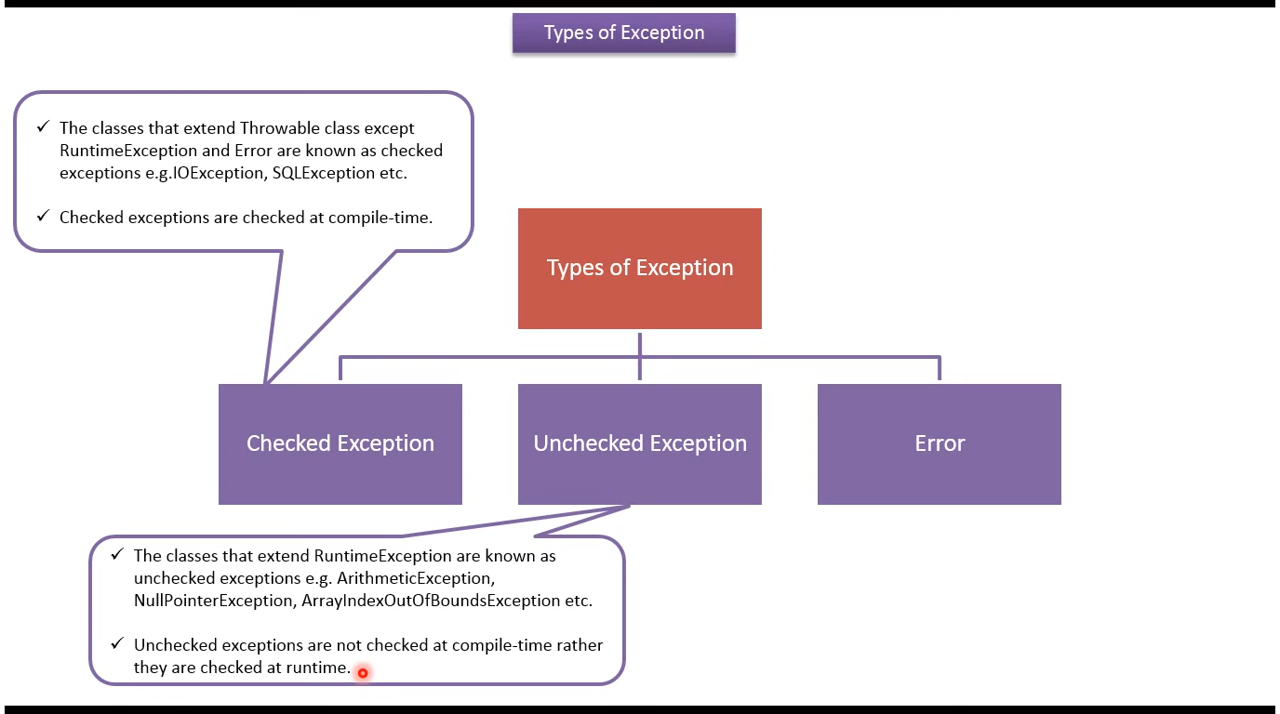 Types of Exception
✓ The classes that extend Throwable class except
RuntimeException and Error are known as checked
exceptions e.g.IOException, SQLException etc.
✓ Checked exceptions are checked at compile-time.
Types of Exception
Checked Exception
Unchecked Exception
Error
✓ The classes that extend RuntimeException are known as
unchecked exceptions e.g. ArithmeticException,
NullPointerException, ArrayIndexOutOfBoundsException etc.
✓ Unchecked exceptions are not checked at compile-time rather
they are checked at runtime.